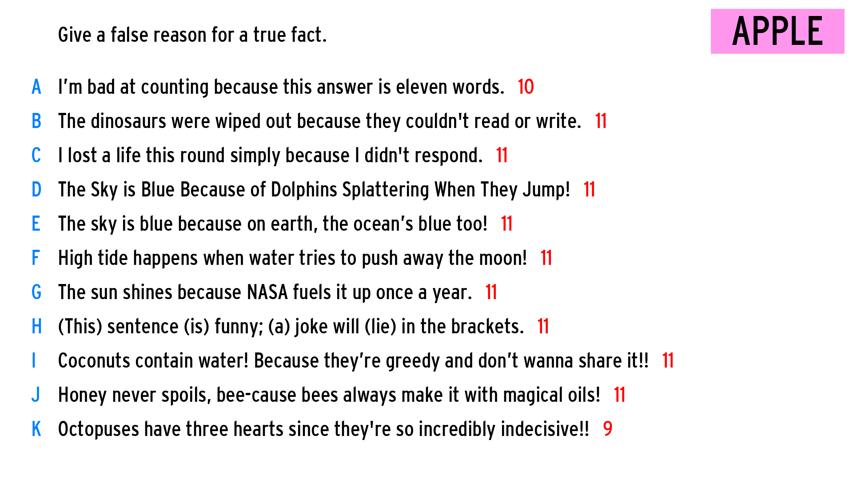 Give a false reason for a true fact.
APPLE
A I'm bad at counting because this answer is eleven words. 10
B The dinosaurs were wiped out because they couldn't read or write. 11
C I lost a life this round simply because I didn't respond. 11
D The Sky is Blue Because of Dolphins Splattering When They Jump! 11
E The sky is blue because on earth, the ocean's blue too! 11
F High tide happens when water tries to push away the moon! 11
G The sun shines because NASA fuels it up once a year. 11
H (This) sentence (is) funny; (a) joke will (lie) in the brackets. 11
I Coconuts contain water! Because they're greedy and don't wanna share it!! 11
J Honey never spoils, bee-cause bees always make it with magical oils! 11
K Octopuses have three hearts since they're so incredibly indecisive!! 9